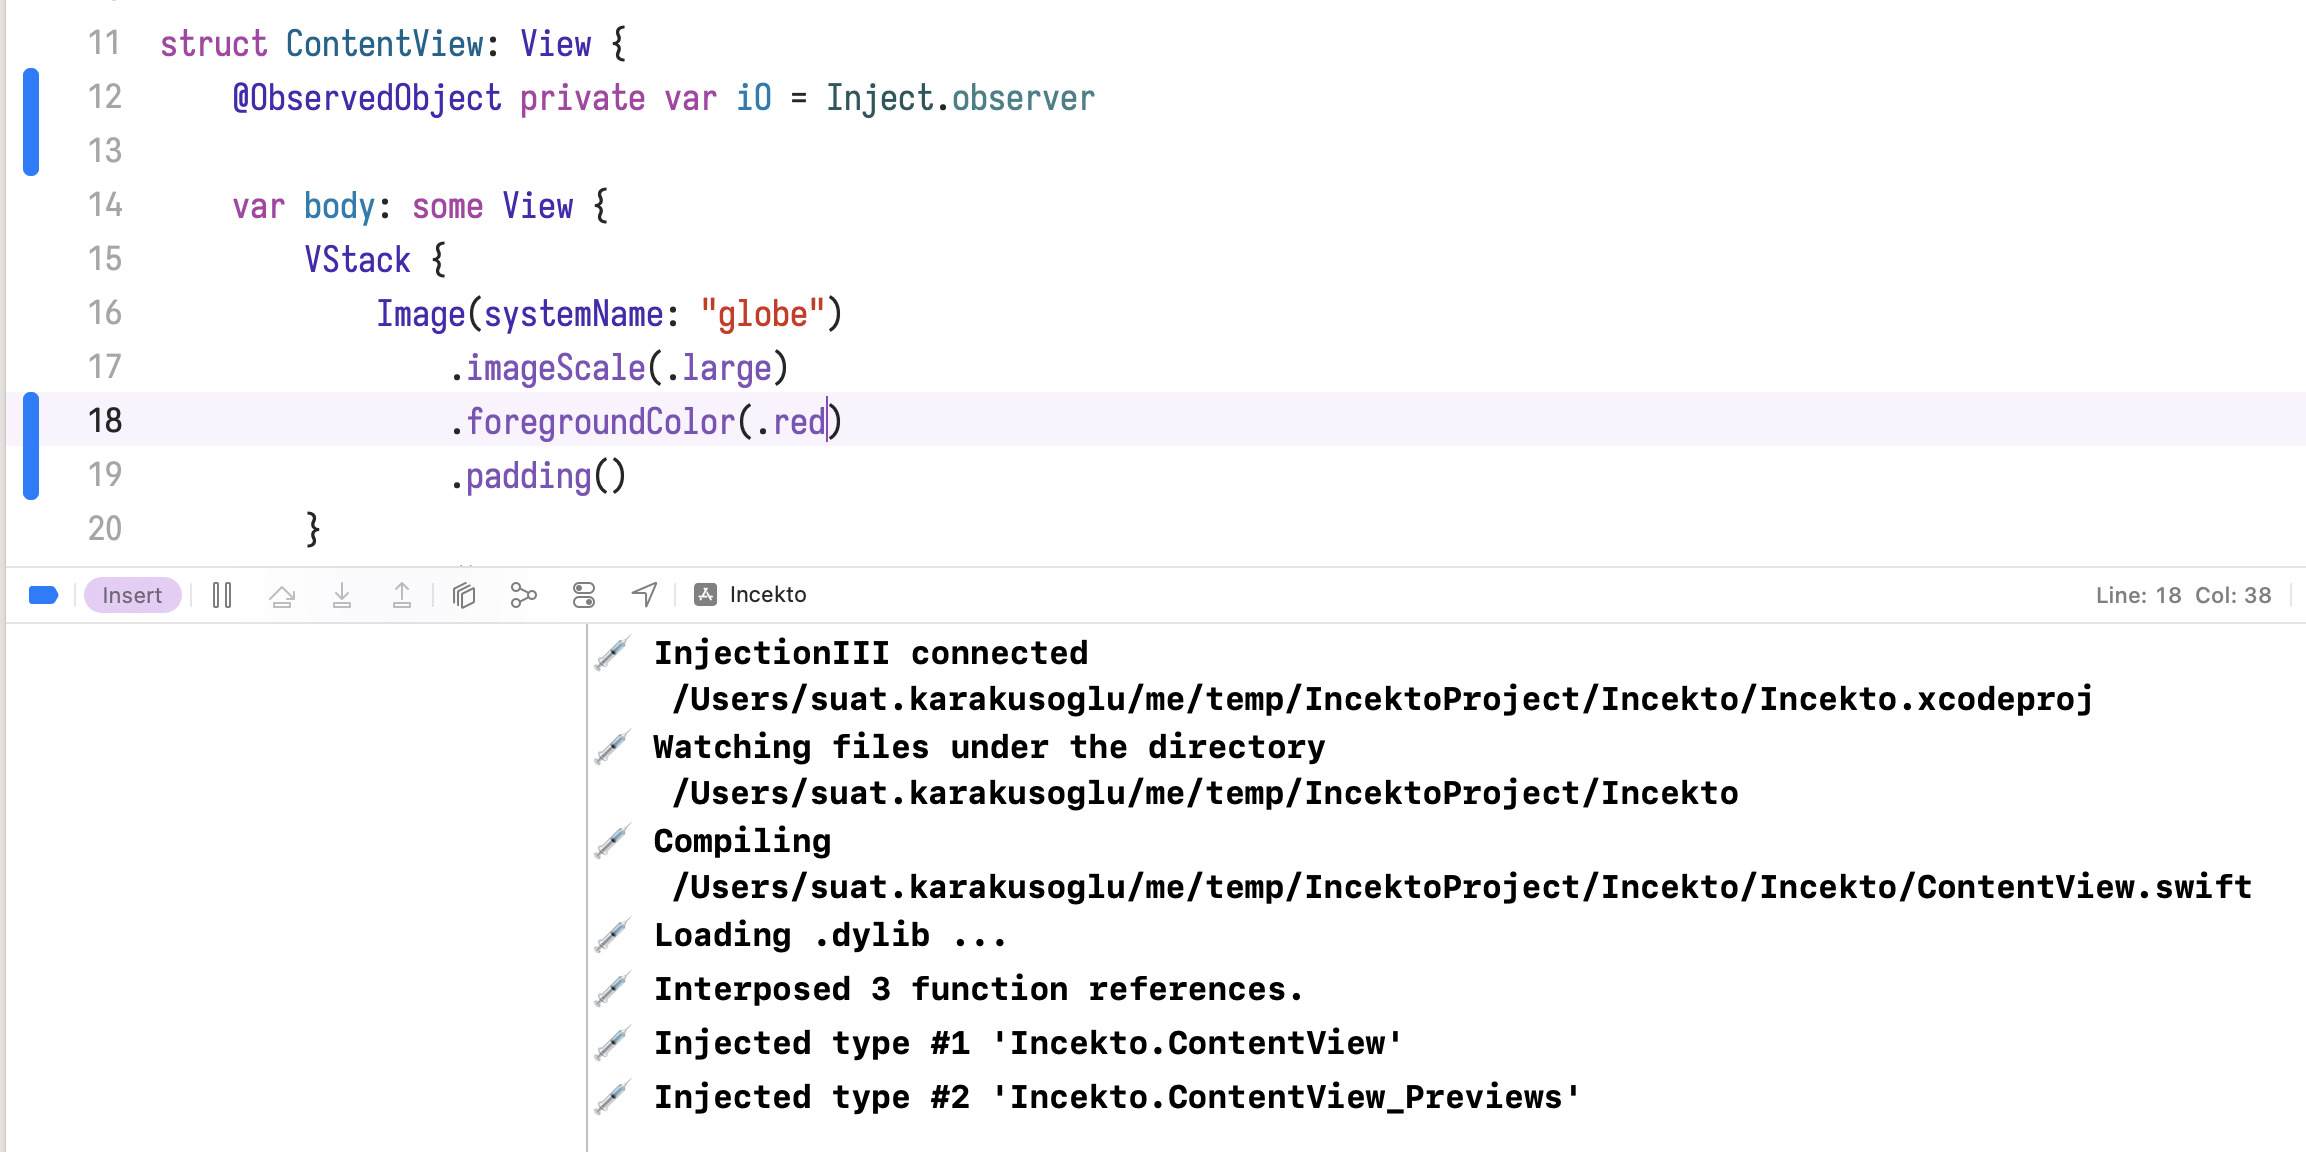 11 struct ContentView: View {
12     @ObservedObject private var iO = Inject.observer
13
14     var body: some View {
15         VStack {
16             Image(systemName: "globe")
17                 .imageScale(.large)
18                 .foregroundColor(.red)
19                 .padding()
20         }
Insert Incekto Line: 18 Col: 38
InjectionIII connected
/Users/suat.karakusoglu/me/temp/IncektoProject/Incekto/Incekto.xcodeproj
Watching files under the directory
/Users/suat.karakusoglu/me/temp/IncektoProject/Incekto
Compiling
/Users/suat.karakusoglu/me/temp/IncektoProject/Incekto/Incekto/ContentView.swift
Loading .dylib ...
Interposed 3 function references.
Injected type #1 'Incekto.ContentView'
Injected type #2 'Incekto.ContentView_Previews'